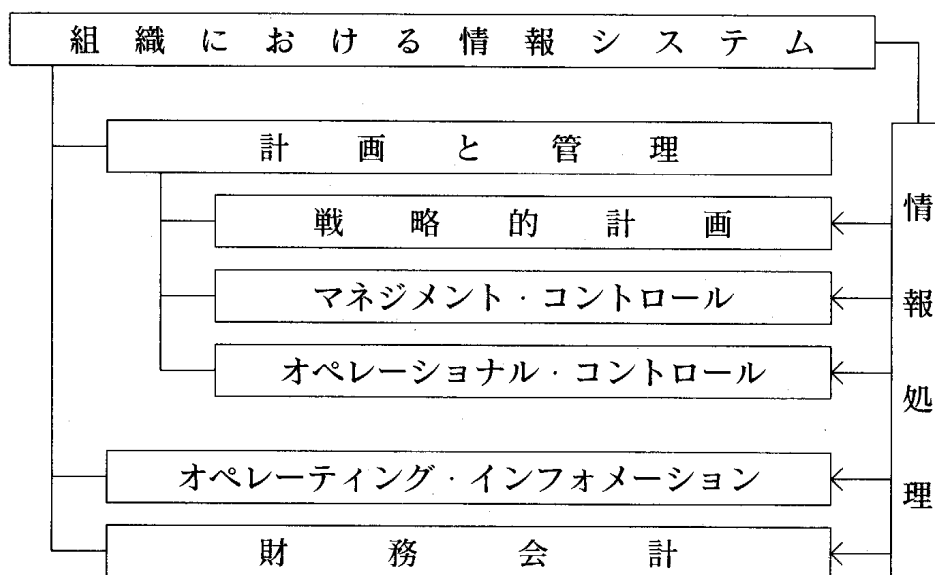 組織における情報システム
計画と管理
戦略的計画
マネジメント・コントロール
オペレーショナル・コントロール
オペレーティング・インフォメーション
財務会計
情報処理